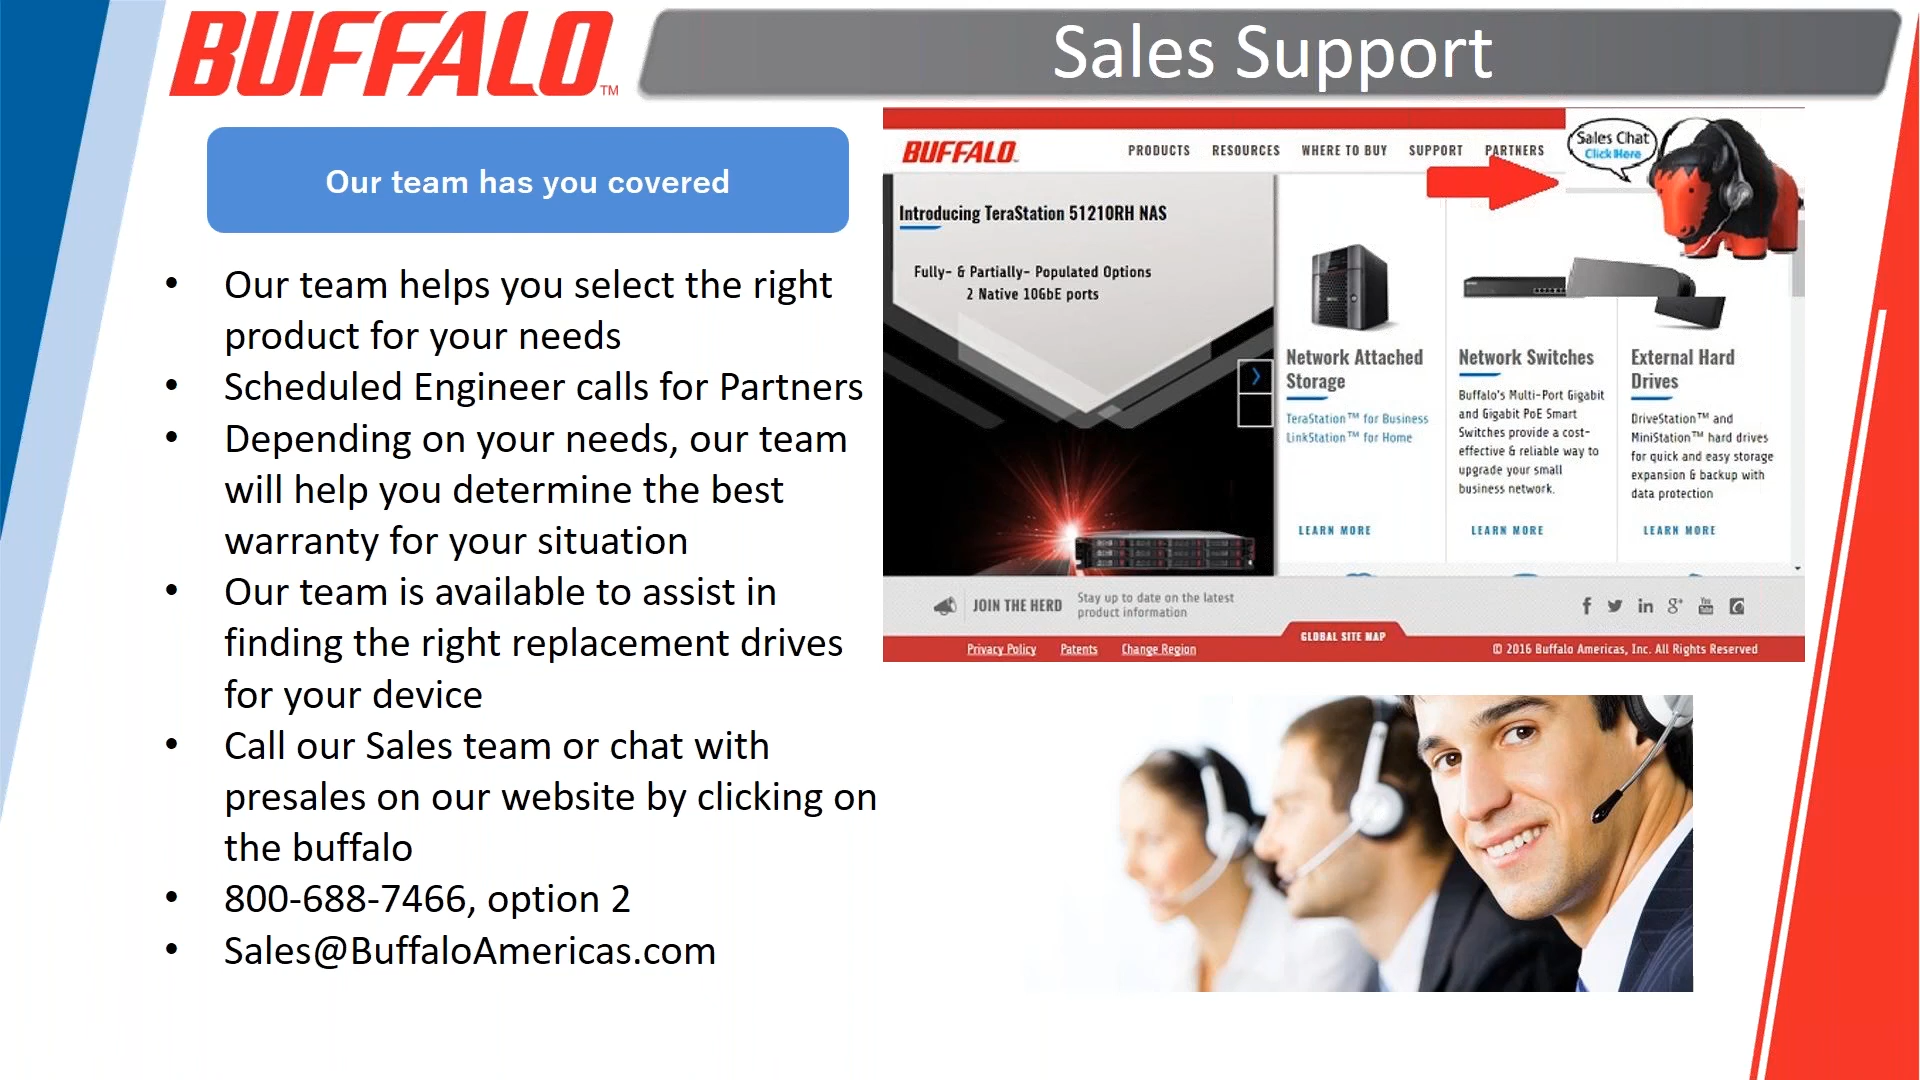 BUFFALO™
Sales Support
Our team has you covered
• Our team helps you select the right
product for your needs
• Scheduled Engineer calls for Partners
• Depending on your needs, our team
will help you determine the best
warranty for your situation
• Our team is available to assist in
finding the right replacement drives
for your device
• Call our Sales team or chat with
presales on our website by clicking on
the buffalo
• 800-688-7466, option 2
• Sales@BuffaloAmericas.com
BUFFALO™
PRODUCTS RESOURCES WHERE TO BUY SUPPORT PARTNERS
Sales Chat
Click Here
Introducing TeraStation 51210RH NAS
Fully- & Partially- Populated Options
2 Native 10GbE ports
Network Attached
Storage
TeraStation™ for Business
LinkStation™ for Home
LEARN MORE
Network Switches
Buffalo's Multi-Port Gigabit
and Gigabit PoE Smart
Switches provide a cost-
effective & reliable way to
upgrade your small
business network.
LEARN MORE
External Hard
Drives
DriveStation™ and
MiniStation™ hard drives
for quick and easy storage
expansion & backup with
data protection
LEARN MORE
JOIN THE HERD
Stay up to date on the latest
product information
GLOBAL SITE MAP
Privacy Policy Patents Change Region
© 2016 Buffalo Americas, Inc. All Rights Reserved